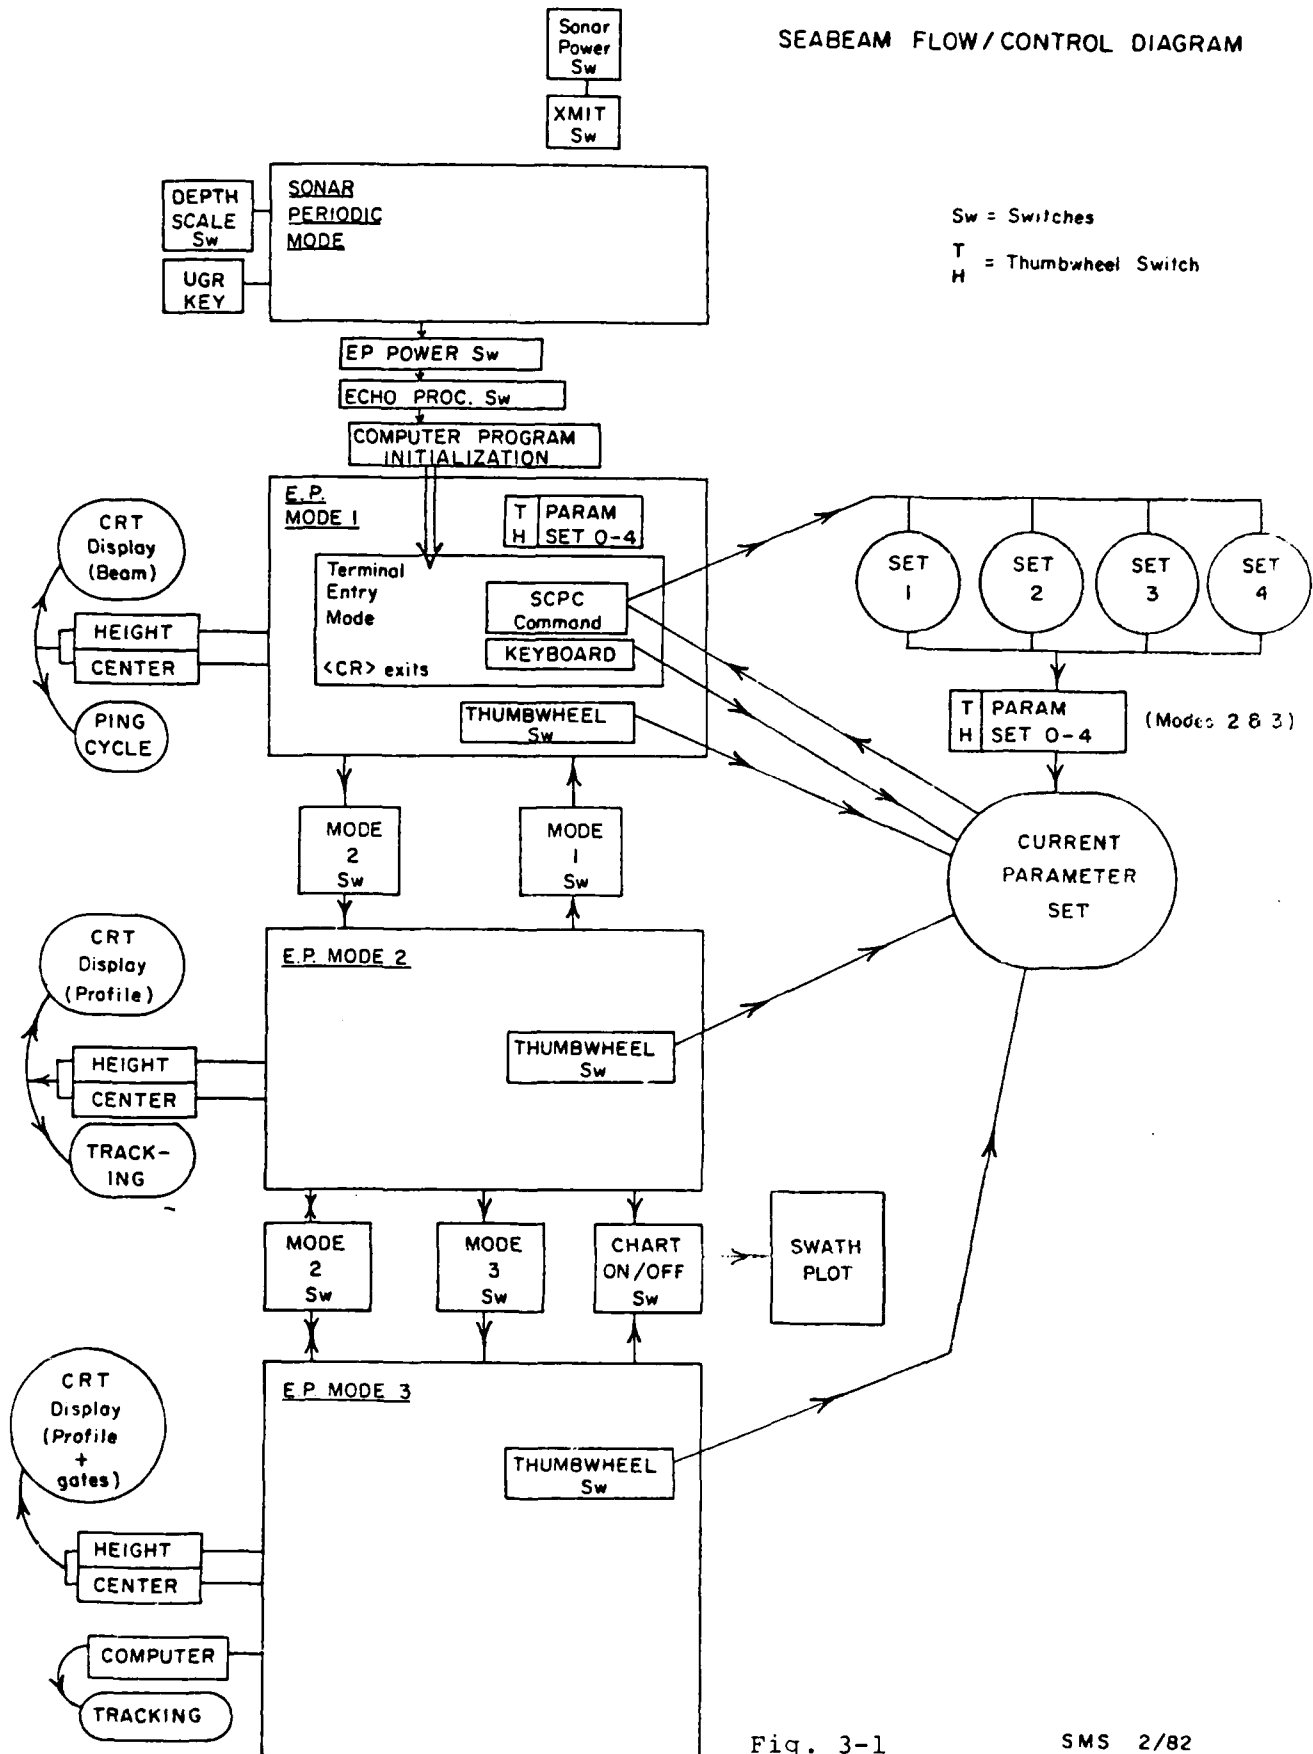 SEABEAM FLOW/CONTROL DIAGRAM
Sonar
Power
Sw
XMIT
Sw
DEPTH
SCALE
Sw
UGR
KEY
SONAR
PERIODIC
MODE
Sw = Switches
T
H = Thumbwheel Switch
EP POWER Sw
ECHO PROC. Sw
COMPUTER PROGRAM
INITIALIZATION
E.P.
MODE 1
T
H
PARAM
SET 0-4
Terminal
Entry
Mode
<CR> exits
SCPC
Command
KEYBOARD
THUMBWHEEL
Sw
CRT
Display
(Beam)
HEIGHT
CENTER
PING
CYCLE
SET
1
SET
2
SET
3
SET
4
T
H
PARAM
SET 0-4
(Modes 2 & 3)
CURRENT
PARAMETER
SET
MODE
2
Sw
MODE
1
Sw
E.P. MODE 2
THUMBWHEEL
Sw
CRT
Display
(Profile)
HEIGHT
CENTER
TRACK-
ING
MODE
2
Sw
MODE
3
Sw
CHART
ON/OFF
Sw
SWATH
PLOT
E.P. MODE 3
THUMBWHEEL
Sw
CRT
Display
(Profile
+
gates)
HEIGHT
CENTER
COMPUTER
TRACKING
Fig. 3-1
SMS 2/82